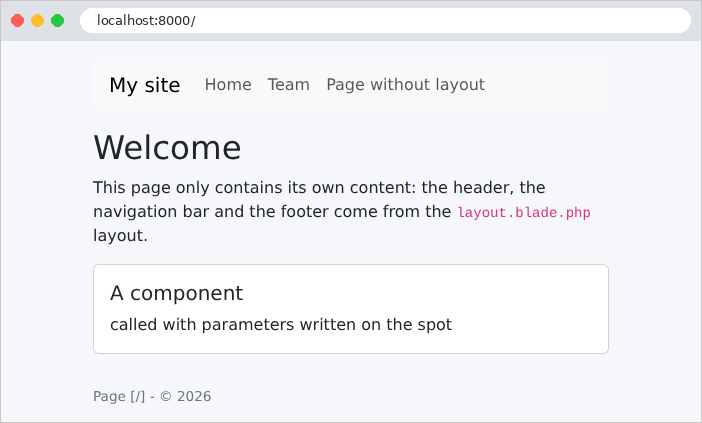 localhost:8000/
My site Home Team Page without layout
Welcome
This page only contains its own content: the header, the
navigation bar and the footer come from the layout.blade.php
layout.
A component
called with parameters written on the spot
Page [/] - © 2026